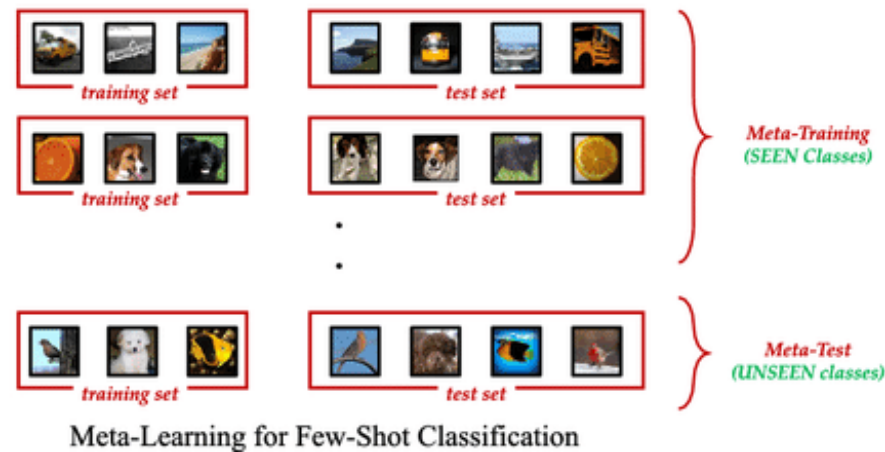 training set
test set
training set
test set
Meta-Training
(SEEN Classes)
training set
test set
Meta-Test
(UNSEEN classes)
Meta-Learning for Few-Shot Classification